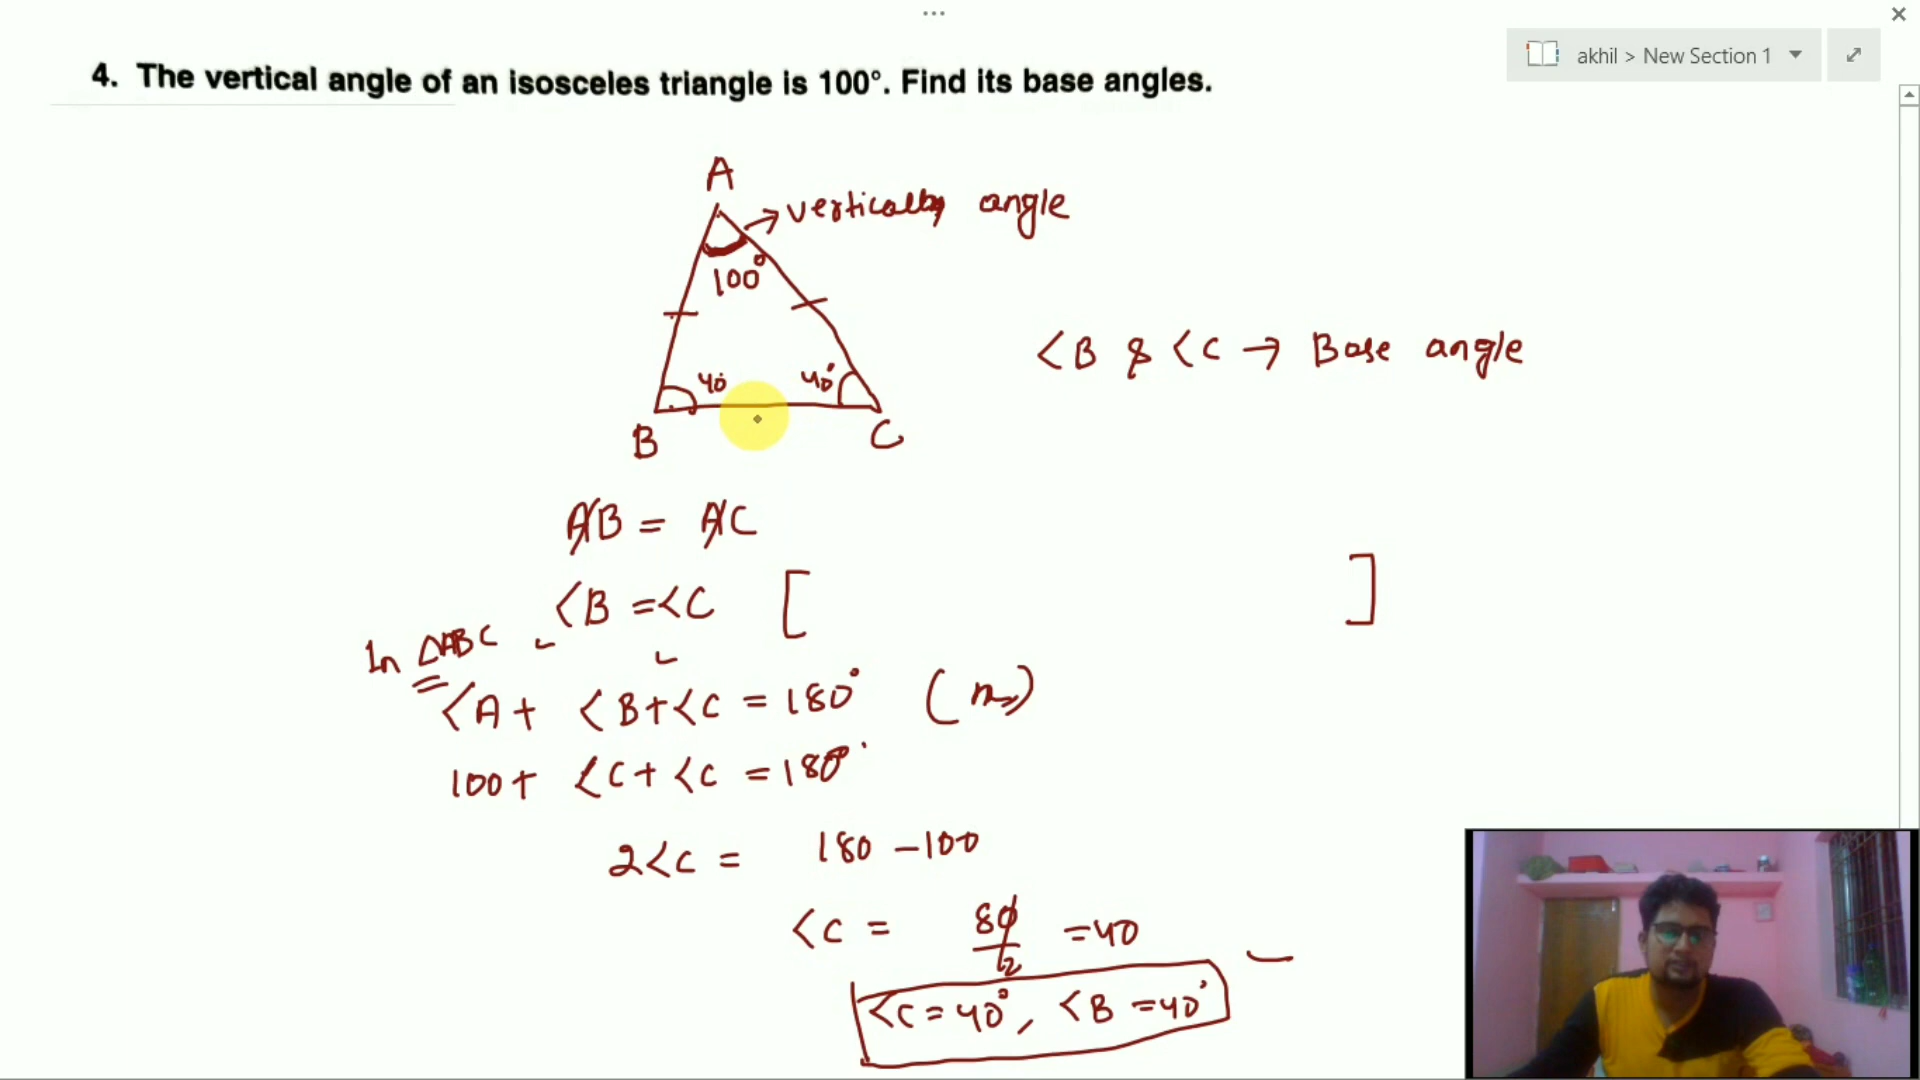 akhil > New Section 1
4. The vertical angle of an isosceles triangle is 100°. Find its base angles.
A
vertically angle
100°
<B & <C → Base angle
40° 40°
B C
AB = AC
<B = <C [ ]
In △ABC
<A + <B + <C = 180° ( )
100 + <C + <C = 180°
2<C = 180 - 100
<C = 80/2 = 40
<C = 40°, <B = 40°